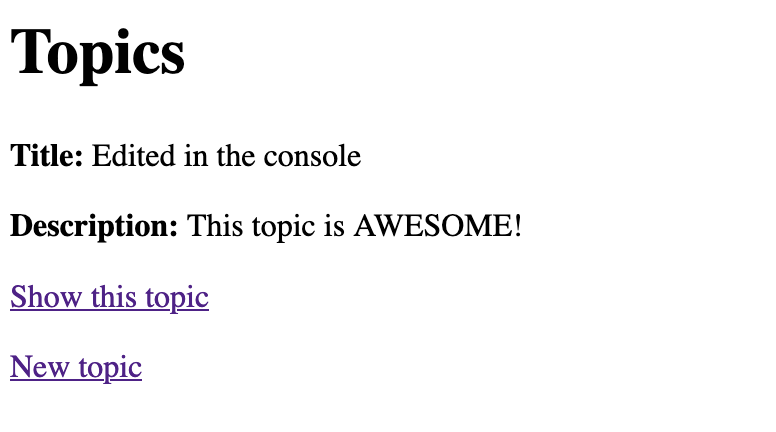 Topics
Title: Edited in the console
Description: This topic is AWESOME!
Show this topic
New topic